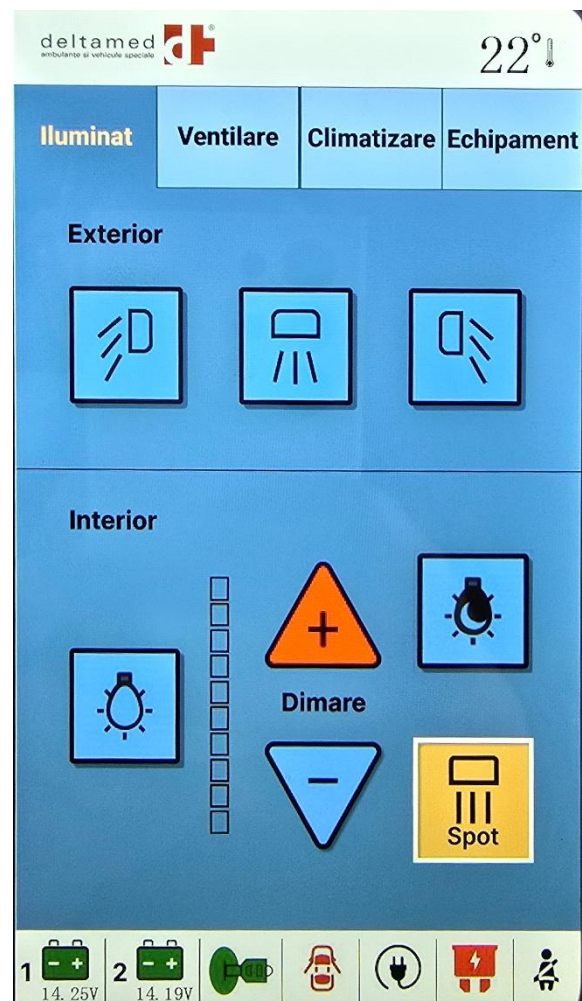 deltamed®
ambulante si vehicule speciale
22°
Iluminat Ventilare Climatizare Echipament
Exterior
Interior
+
Dimare
-
Spot
1 - + 2 - +
14.25V 14.19V